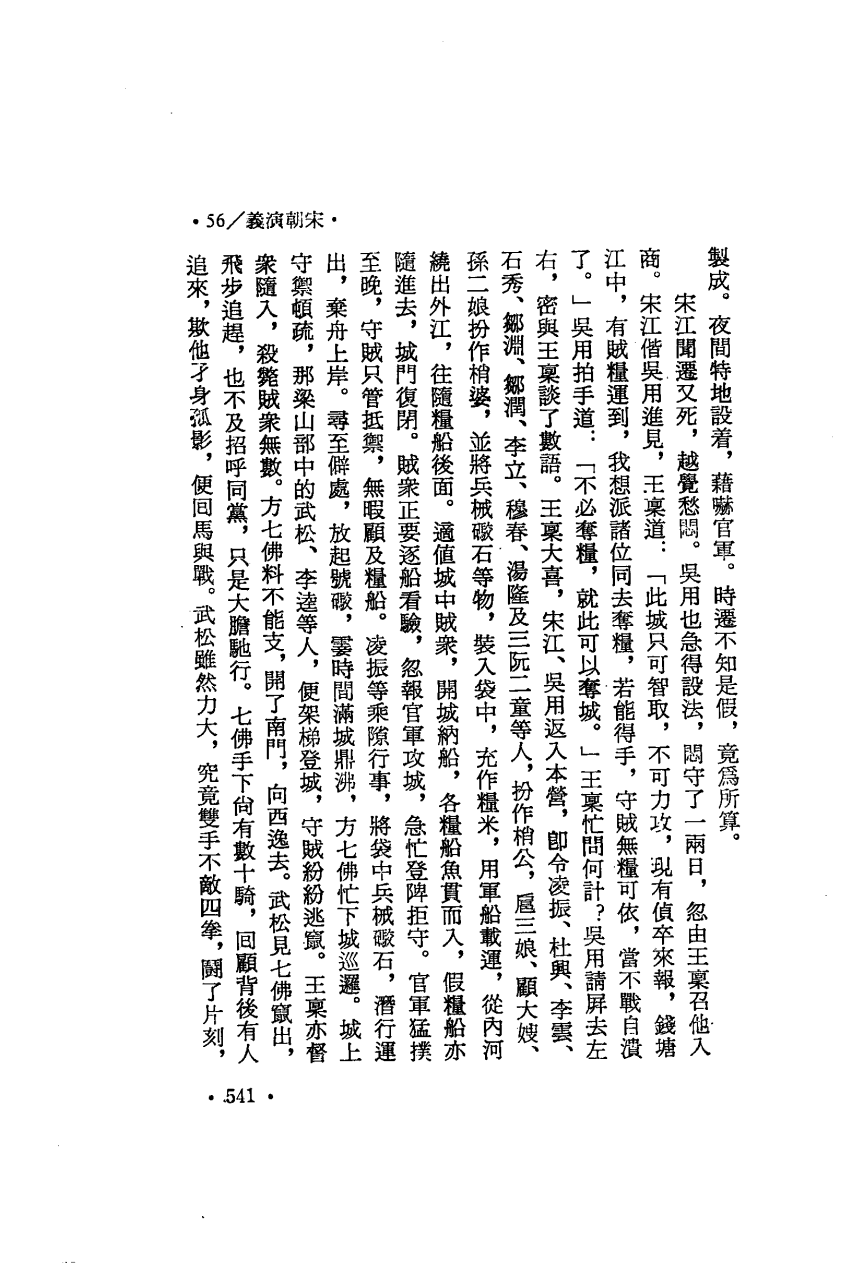 •56／義演朝宋•
製成。夜間特地設着，藉嚇官軍。時遷不知是假，竟爲所算。
宋江聞遷又死，越覺愁悶。吳用也急得設法，悶守了一兩日，忽由王稟召他入
商。宋江偕吳用進見，王稟道：「此城只可智取，不可力攻，現有偵卒來報，錢塘
江中，有賊糧運到，我想派諸位同去奪糧，若能得手，守賊無糧可依，當不戰自潰
了。」吳用拍手道：「不必奪糧，就此可以奪城。」王稟忙問何計？吳用請屏去左
右，密與王稟談了數語。王稟大喜，宋江、吳用返入本營，卽令凌振、杜興、李雲、
石秀、鄒淵、鄒潤、李立、穆春、湯隆及三阮二童等人，扮作梢公，扈三娘、顧大嫂、
孫二娘扮作梢婆，並將兵械礮石等物，裝入袋中，充作糧米，用軍船載運，從內河
繞出外江，往隨糧船後面。適值城中賊衆，開城納船，各糧船魚貫而入，假糧船亦
隨進去，城門復閉。賊衆正要逐船看驗，忽報官軍攻城，急忙登陴拒守。官軍猛撲
至晚，守賊只管抵禦，無暇顧及糧船。凌振等乘隙行事，將袋中兵械礮石，潛行運
出，棄舟上岸。尋至僻處，放起號礮，霎時間滿城鼎沸，方七佛忙下城巡邏。城上
守禦頓疏，那梁山部中的武松、李逵等人，便架梯登城，守賊紛紛逃竄。王稟亦督
衆隨入，殺斃賊衆無數。方七佛料不能支，開了南門，向西逸去。武松見七佛竄出，
飛步追趕，也不及招呼同黨，只是大膽馳行。七佛手下尙有數十騎，回顧背後有人
追來，欺他孑身孤影，便回馬與戰。武松雖然力大，究竟雙手不敵四拳，鬪了片刻，
•541•